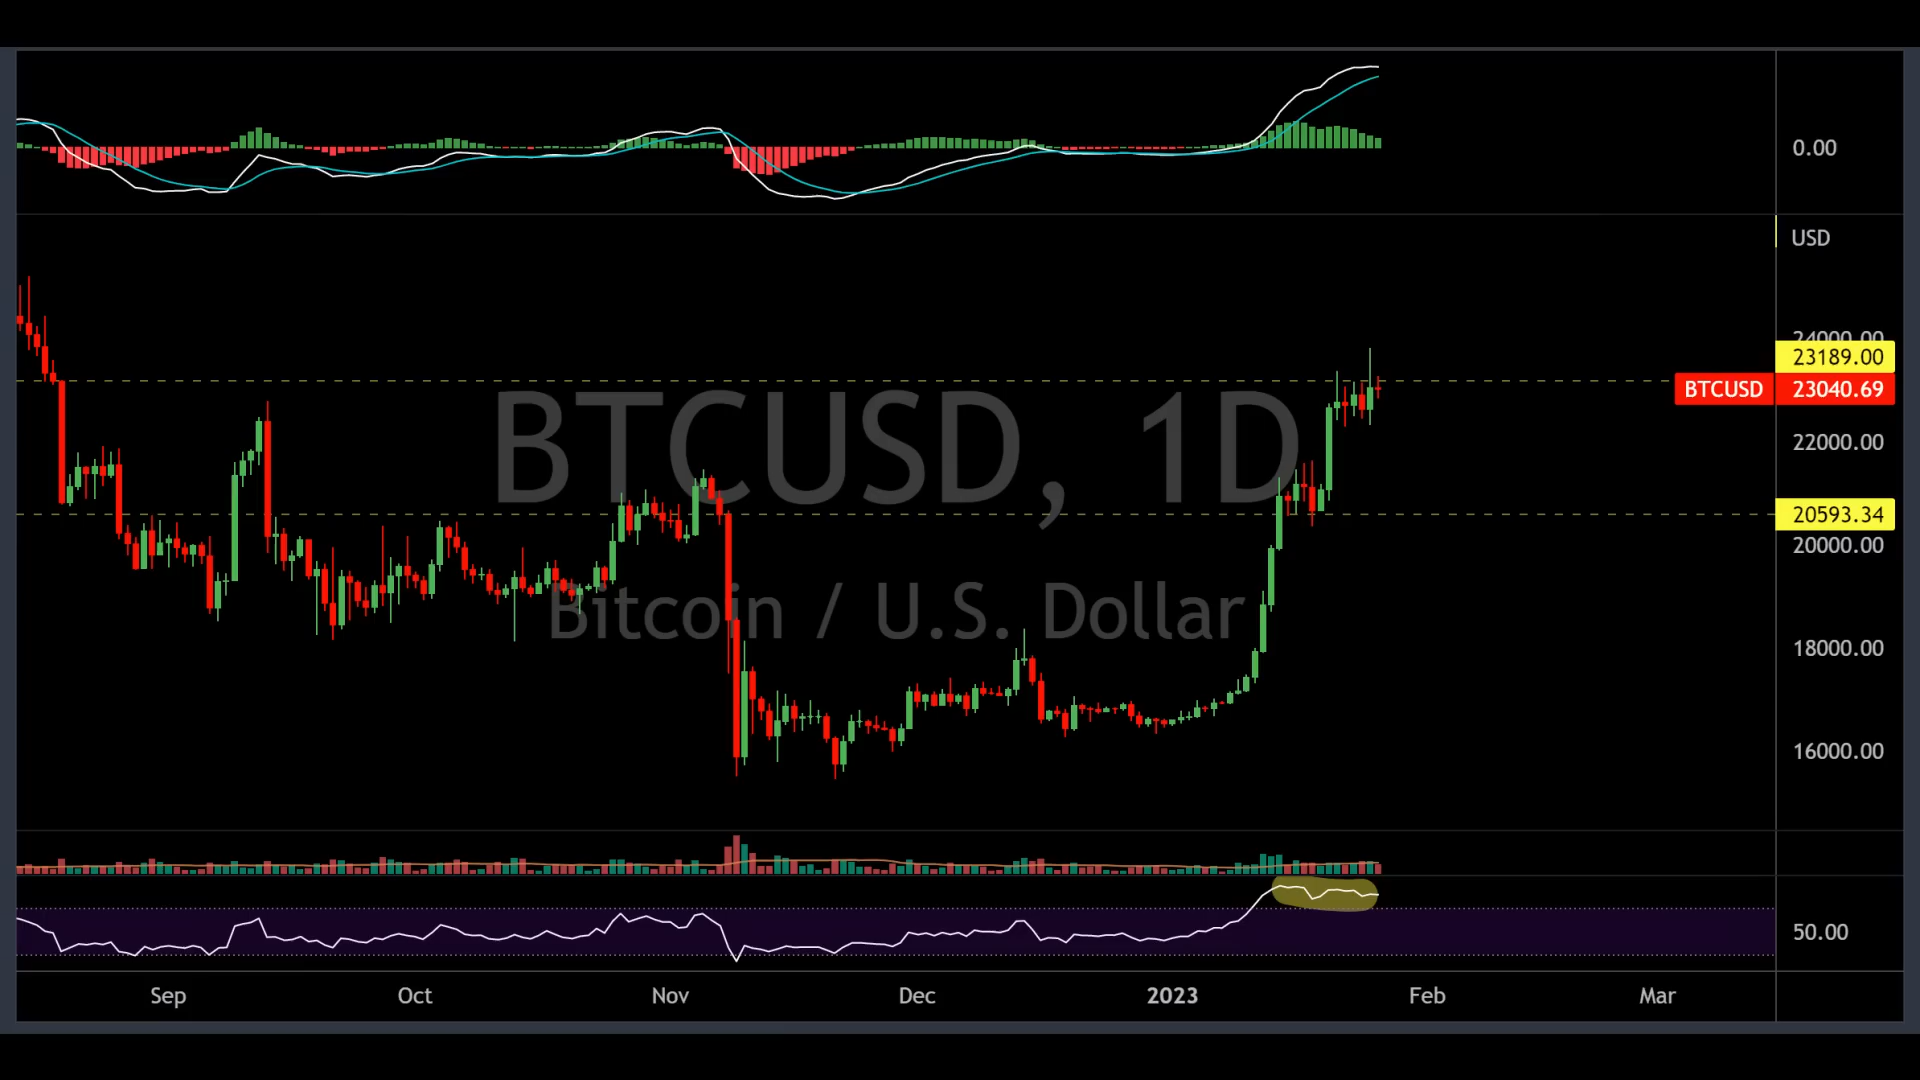 0.00
USD
24000.00
23189.00
BTCUSD 23040.69
BTCUSD, 1D
22000.00
20593.34
20000.00
Bitcoin / U.S. Dollar
18000.00
16000.00
50.00
Sep Oct Nov Dec 2023 Feb Mar